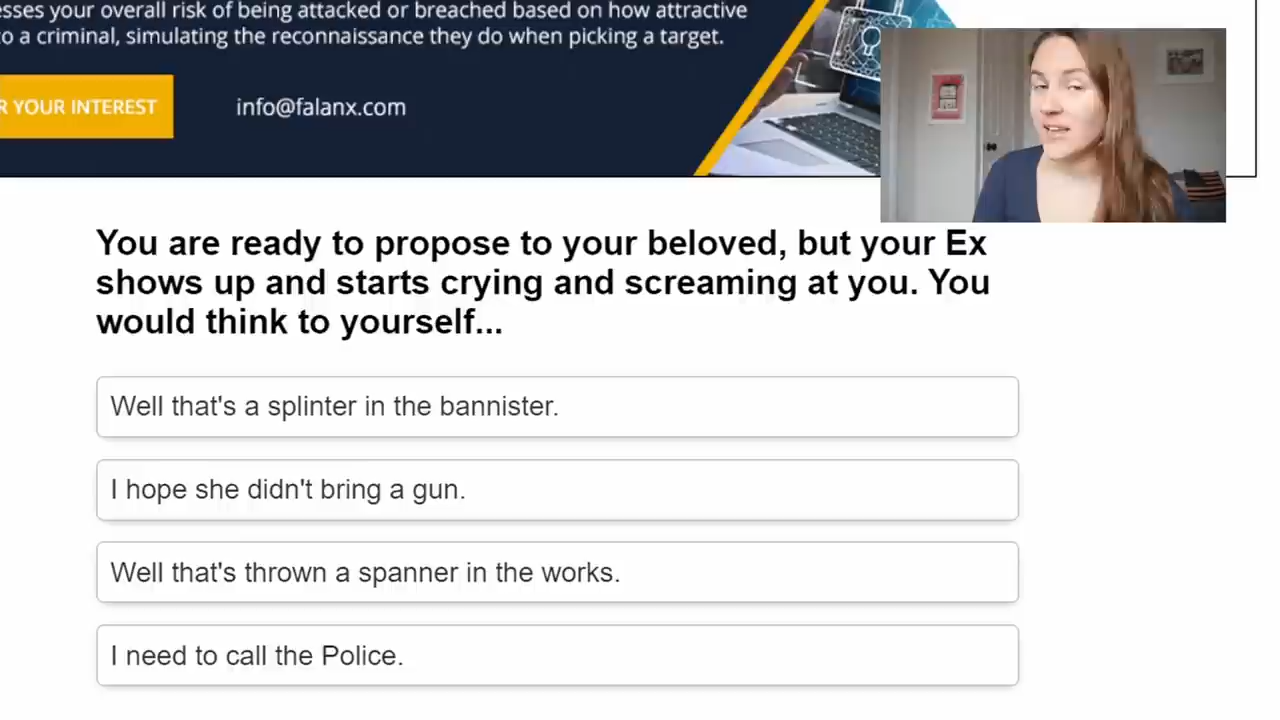 sses your overall risk of being attacked or breached based on how attractive
o a criminal, simulating the reconnaissance they do when picking a target.
R YOUR INTEREST
info@falanx.com
You are ready to propose to your beloved, but your Ex
shows up and starts crying and screaming at you. You
would think to yourself...
Well that's a splinter in the bannister.
I hope she didn't bring a gun.
Well that's thrown a spanner in the works.
I need to call the Police.